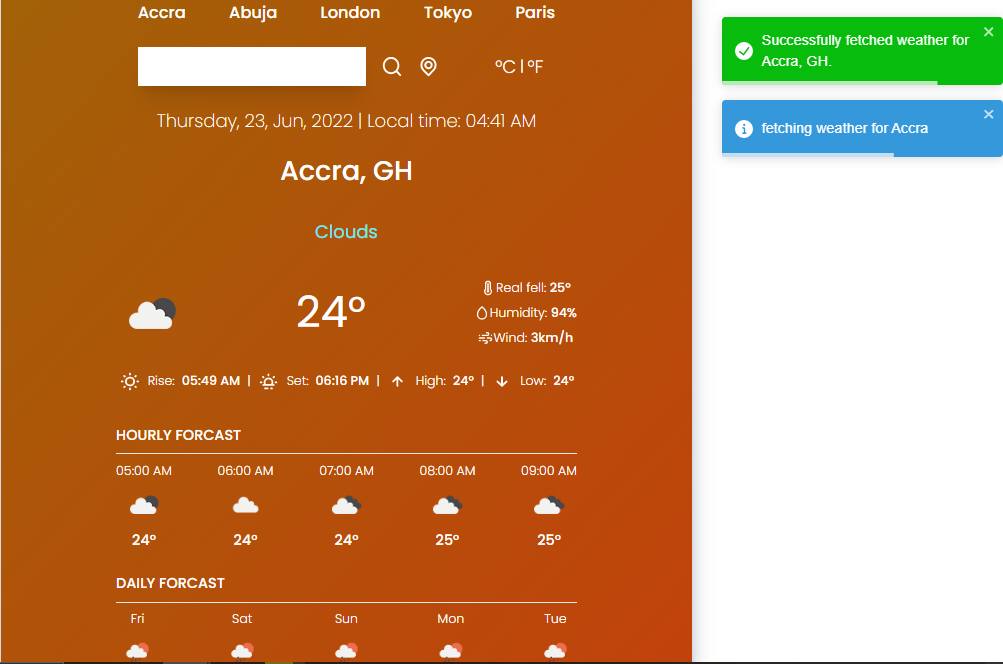 Accra Abuja London Tokyo Paris
°C | °F
Thursday, 23, Jun, 2022 | Local time: 04:41 AM
Accra, GH
Clouds
24°
Real fell: 25°
Humidity: 94%
Wind: 3km/h
Rise: 05:49 AM | Set: 06:16 PM | High: 24° | Low: 24°
HOURLY FORCAST
05:00 AM 06:00 AM 07:00 AM 08:00 AM 09:00 AM
24° 24° 24° 25° 25°
DAILY FORCAST
Fri Sat Sun Mon Tue
Successfully fetched weather for
Accra, GH.
fetching weather for Accra